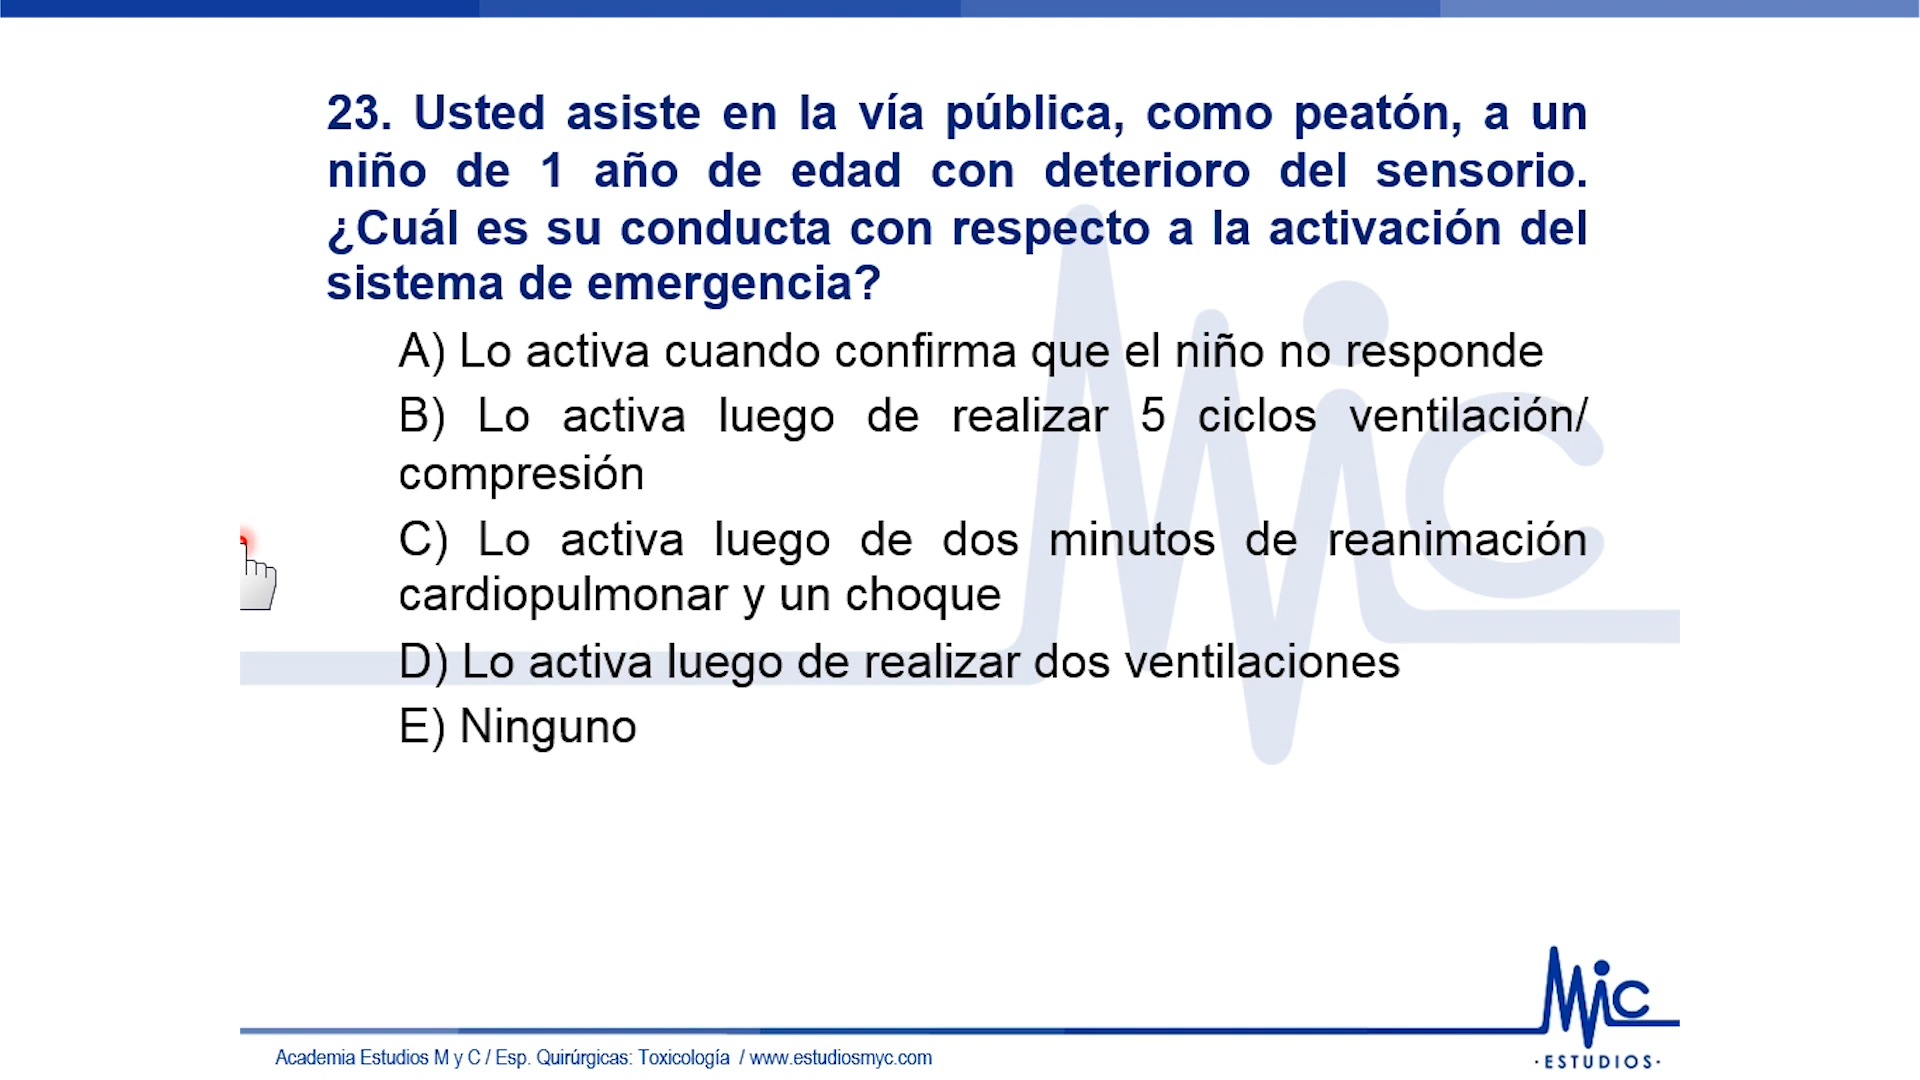 23. Usted asiste en la vía pública, como peatón, a un
niño de 1 año de edad con deterioro del sensorio.
¿Cuál es su conducta con respecto a la activación del
sistema de emergencia?
A) Lo activa cuando confirma que el niño no responde
B) Lo activa luego de realizar 5 ciclos ventilación/
compresión
C) Lo activa luego de dos minutos de reanimación
cardiopulmonar y un choque
D) Lo activa luego de realizar dos ventilaciones
E) Ninguno
MiC
MiC
·ESTUDIOS·
Academia Estudios M y C / Esp. Quirúrgicas: Toxicología / www.estudiosmyc.com